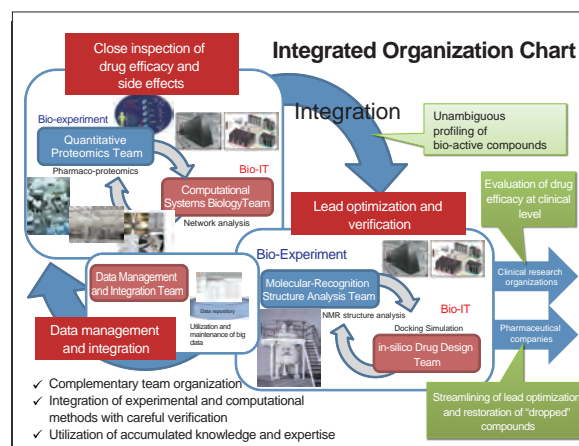 Integrated Organization Chart
Close inspection of
drug efficacy and
side effects
Integration
Unambiguous
profiling of
bio-active compounds
Bio-experiment
Quantitative
Proteomics Team
Pharmaco-proteomics
Bio-IT
Computational
Systems BiologyTeam
Network analysis
Evaluation of drug
efficacy at clinical
level
Lead optimization and
verification
Bio-Experiment
Molecular-Recognition
Structure Analysis Team
NMR structure analysis
Bio-IT
Docking Simulation
in-silico Drug Design
Team
Clinical research
organizations
Pharmaceutical
companies
Data Management
and Integration Team
Data repository
Utilization and
maintenance of big
data
Data management
and integration
Streamlining of lead optimization
and restoration of “dropped”
compounds
✓ Complementary team organization
✓ Integration of experimental and computational
methods with careful verification
✓ Utilization of accumulated knowledge and expertise